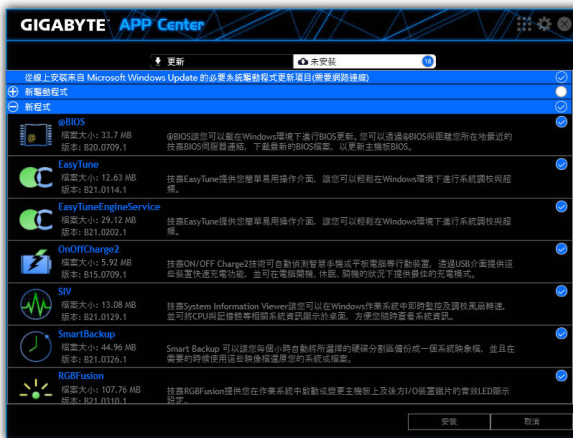 GIGABYTE APP Center
更新
未安裝 18
從線上安裝來自 Microsoft Windows Update 的必要系統驅動程式更新項目(需要網路連線)
新驅動程式
新程式
@BIOS
檔案大小: 33.7 MB
版本: B20.0709.1
@BIOS讓您可以載在Windows環境下進行BIOS更新。您可以透過@BIOS與距離您所在地最近的
技嘉BIOS伺服器連結，下載最新的BIOS檔案，以更新主機板BIOS。
EasyTune
檔案大小: 12.63 MB
版本: B21.0114.1
技嘉EasyTune提供您簡單易用操作介面，讓您可以輕鬆在Windows環境下進行系統調校與超
頻。
EasyTuneEngineService
檔案大小: 29.12 MB
版本: B21.0202.1
技嘉EasyTune提供您簡單易用操作介面，讓您可以輕鬆在Windows環境下進行系統調校與超
頻。
OnOffCharge2
檔案大小: 5.92 MB
版本: B15.0709.1
技嘉ON/OFF Charge2技術可自動偵測智慧手機或平板電腦等行動裝置，透過USB介面提供這
些裝置快速充電功能，並可在電腦開機、休眠、關機的狀況下提供最佳的充電模式。
SIV
檔案大小: 13.08 MB
版本: B21.0129.1
技嘉System Information Viewer讓您可以在Windows作業系統中即時監控及調校風扇轉速，
並可將CPU與記憶體等相關系統資訊顯示於桌面，方便您隨時查看系統資訊。
SmartBackup
檔案大小: 44.96 MB
版本: B21.0326.1
Smart Backup 可以讓您每個小時自動將所選擇的硬碟分割區備份成一個系統映象檔，並且在
需要的時候使用這些映像檔還原您的系統或檔案。
RGBFusion
檔案大小: 107.76 MB
版本: B21.0310.1
技嘉RGBFusion提供您在作業系統中啟動或變更主機板上及後方I/O裝置鐵片的音效LED顯示
設定。
安裝
取消